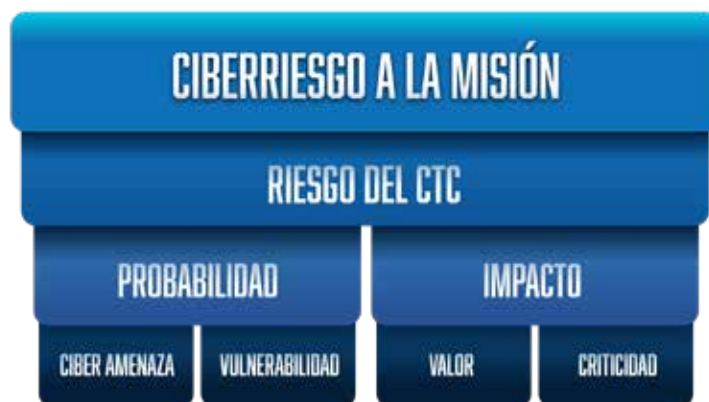 CIBERRIESGO A LA MISIÓN
RIESGO DEL CTC
PROBABILIDAD IMPACTO
CIBER AMENAZA VULNERABILIDAD VALOR CRITICIDAD